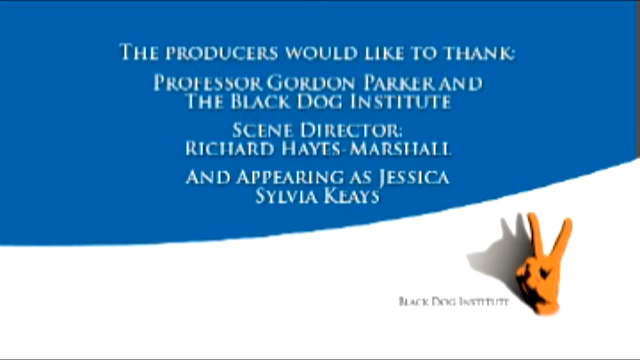 The producers would like to thank:
Professor Gordon Parker and
The Black Dog Institute
Scene Director:
Richard Hayes-Marshall
And Appearing as Jessica
Sylvia Keays
Black Dog Institute